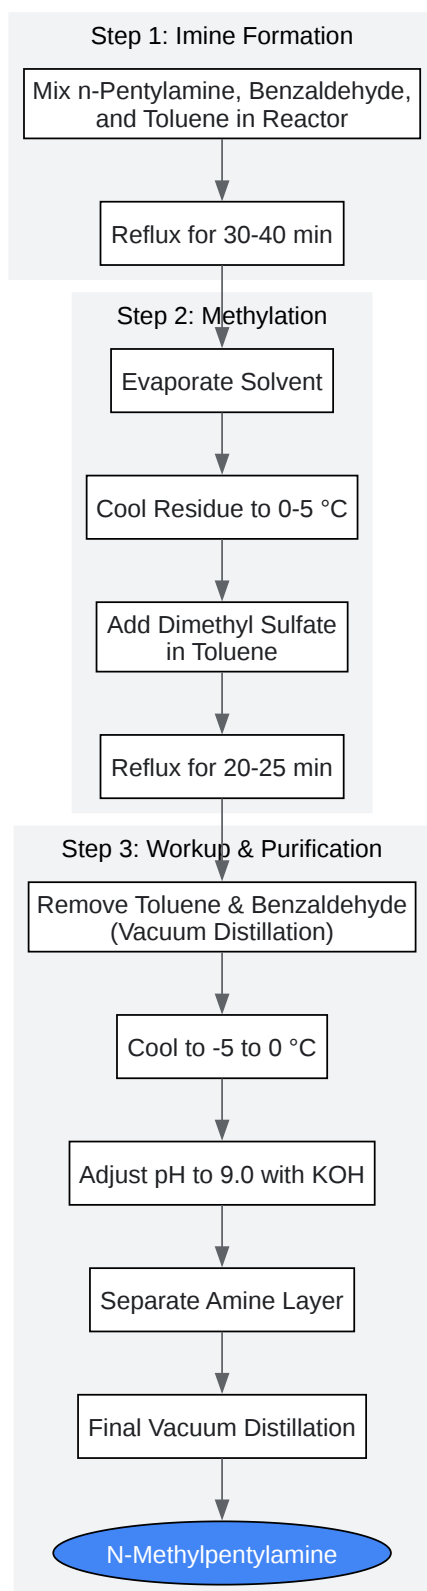 Step 1: Imine Formation
Mix n-Pentylamine, Benzaldehyde,
and Toluene in Reactor
Reflux for 30-40 min
Step 2: Methylation
Evaporate Solvent
Cool Residue to 0-5 °C
Add Dimethyl Sulfate
in Toluene
Reflux for 20-25 min
Step 3: Workup & Purification
Remove Toluene & Benzaldehyde
(Vacuum Distillation)
Cool to -5 to 0 °C
Adjust pH to 9.0 with KOH
Separate Amine Layer
Final Vacuum Distillation
N-Methylpentylamine